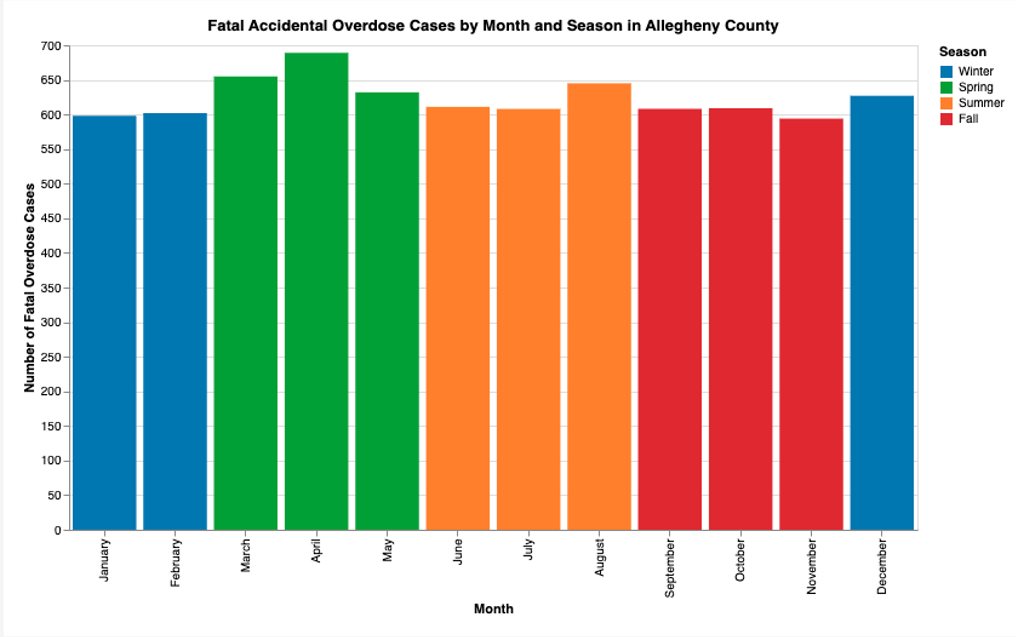 Fatal Accidental Overdose Cases by Month and Season in Allegheny County
Number of Fatal Overdose Cases
700
650
600
550
500
450
400
350
300
250
200
150
100
50
0
January
February
March
April
May
June
July
August
September
October
November
December
Month
Season
Winter
Spring
Summer
Fall